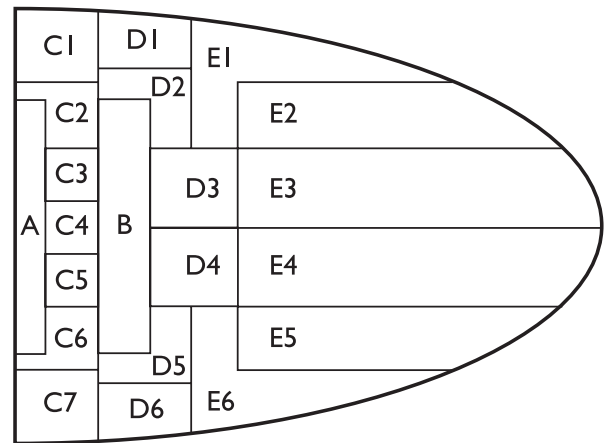 C1 D1 E1
D2
C2 E2
C3 D3 E3
A C4 B
C5 D4 E4
C6 E5
D5
C7 D6 E6